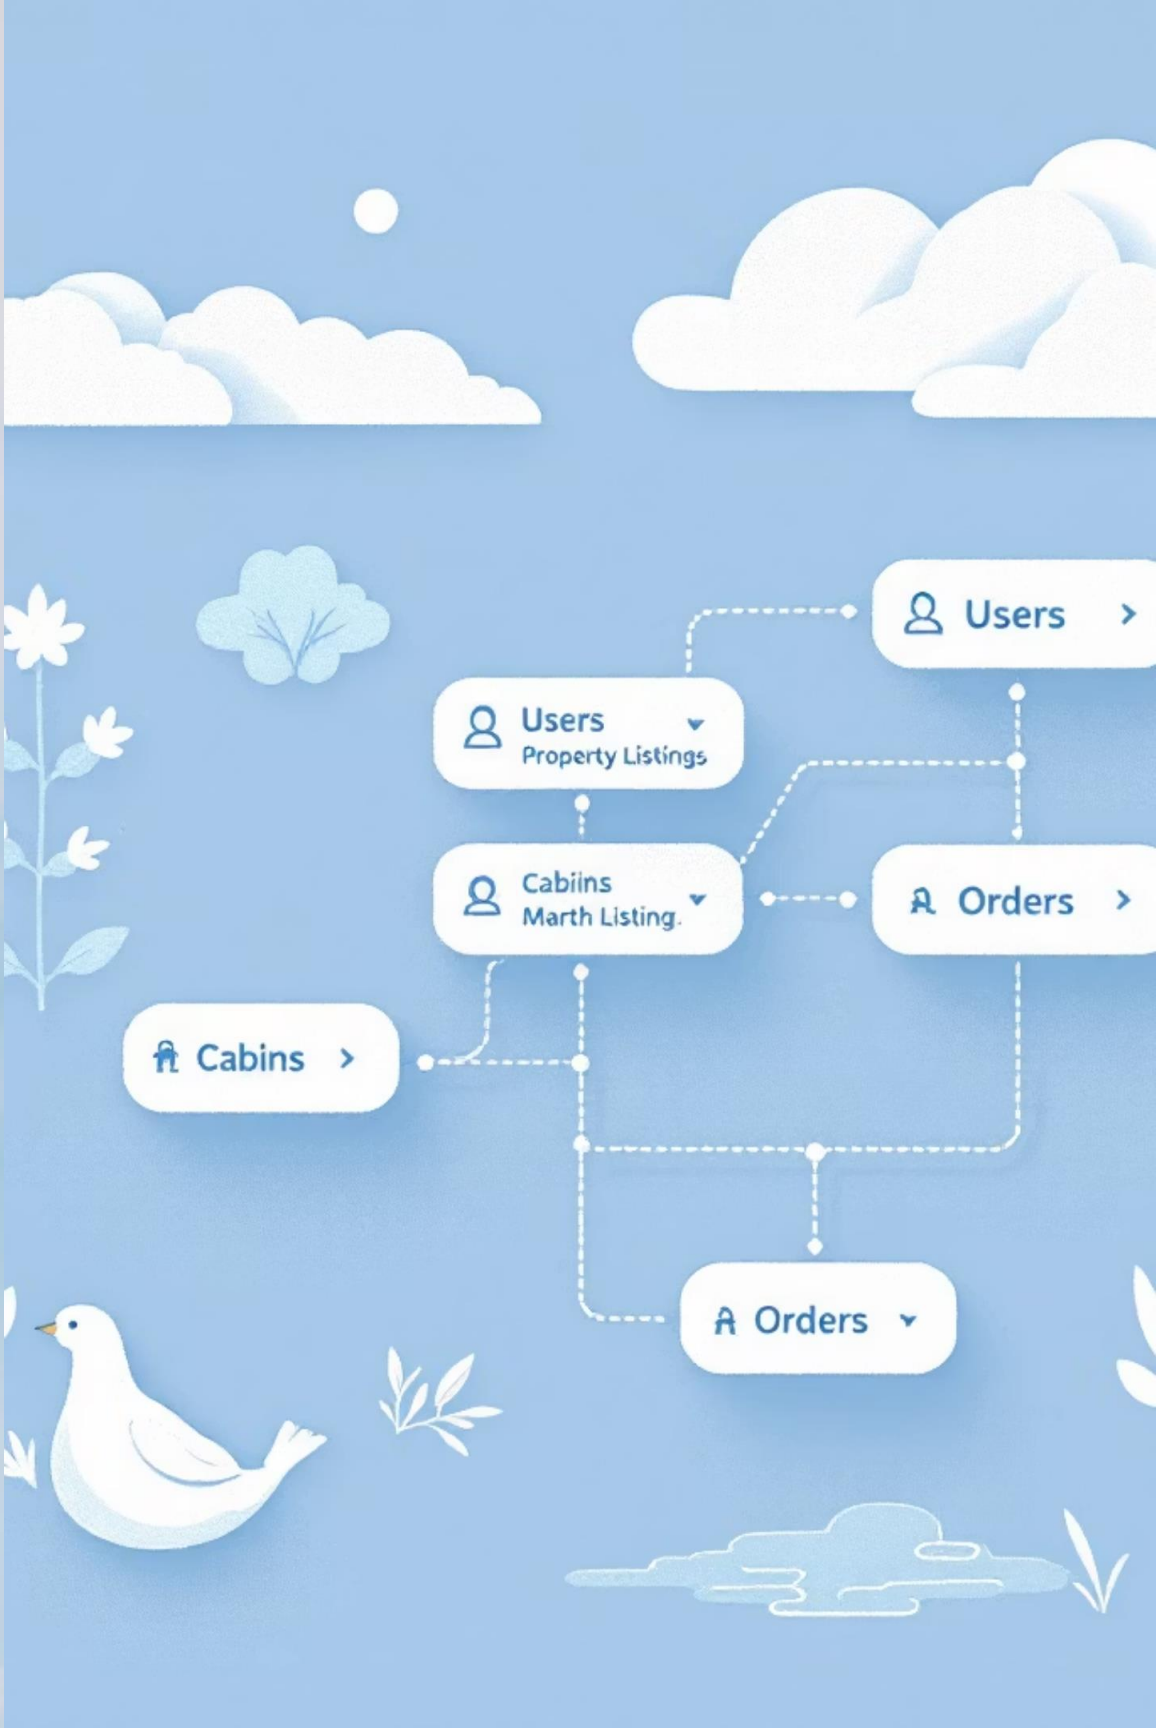 Users
Users
Property Listings
Cabiins
Marth Listing.
Orders
Cabins
Orders